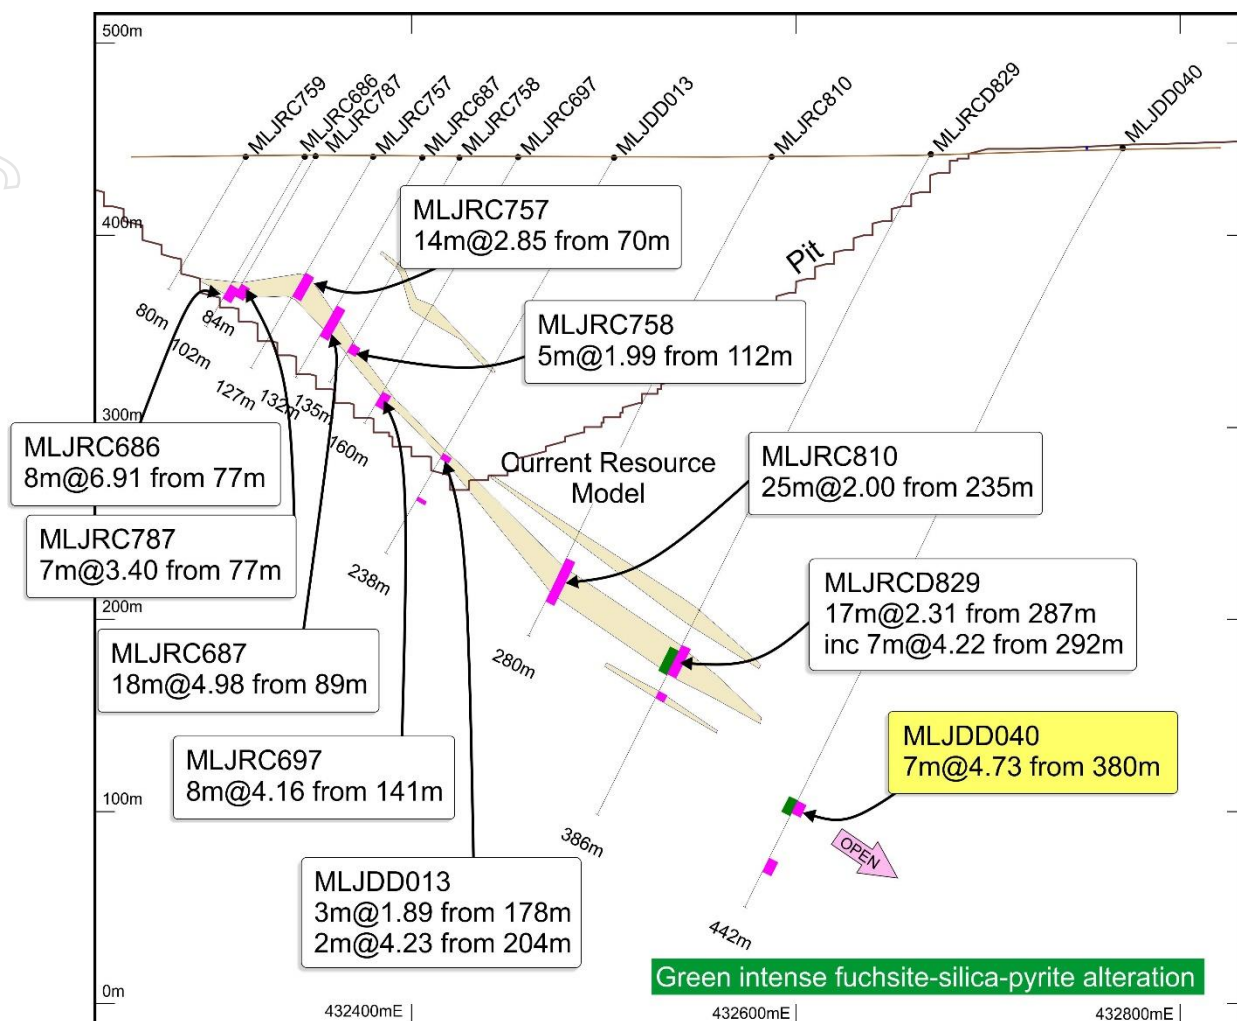 500m
MLJRC759
MLJRC686
MLJRC787
MLJRC757
MLJRC687
MLJRC758
MLJRC697
MLJDD013
MLJRC810
MLJRCD829
MLJDD040
400m
MLJRC757
14m@2.85 from 70m
Pit
80m
84m
102m
127m
132m
135m
160m
MLJRC758
5m@1.99 from 112m
300m
MLJRC686
8m@6.91 from 77m
Current Resource
Model
MLJRC810
25m@2.00 from 235m
MLJRC787
7m@3.40 from 77m
238m
MLJRCD829
17m@2.31 from 287m
inc 7m@4.22 from 292m
200m
280m
MLJRC687
18m@4.98 from 89m
MLJRC697
8m@4.16 from 141m
MLJDD040
7m@4.73 from 380m
100m
386m
OPEN
MLJDD013
3m@1.89 from 178m
2m@4.23 from 204m
442m
Green intense fuchsite-silica-pyrite alteration
0m
432400mE
432600mE
432800mE